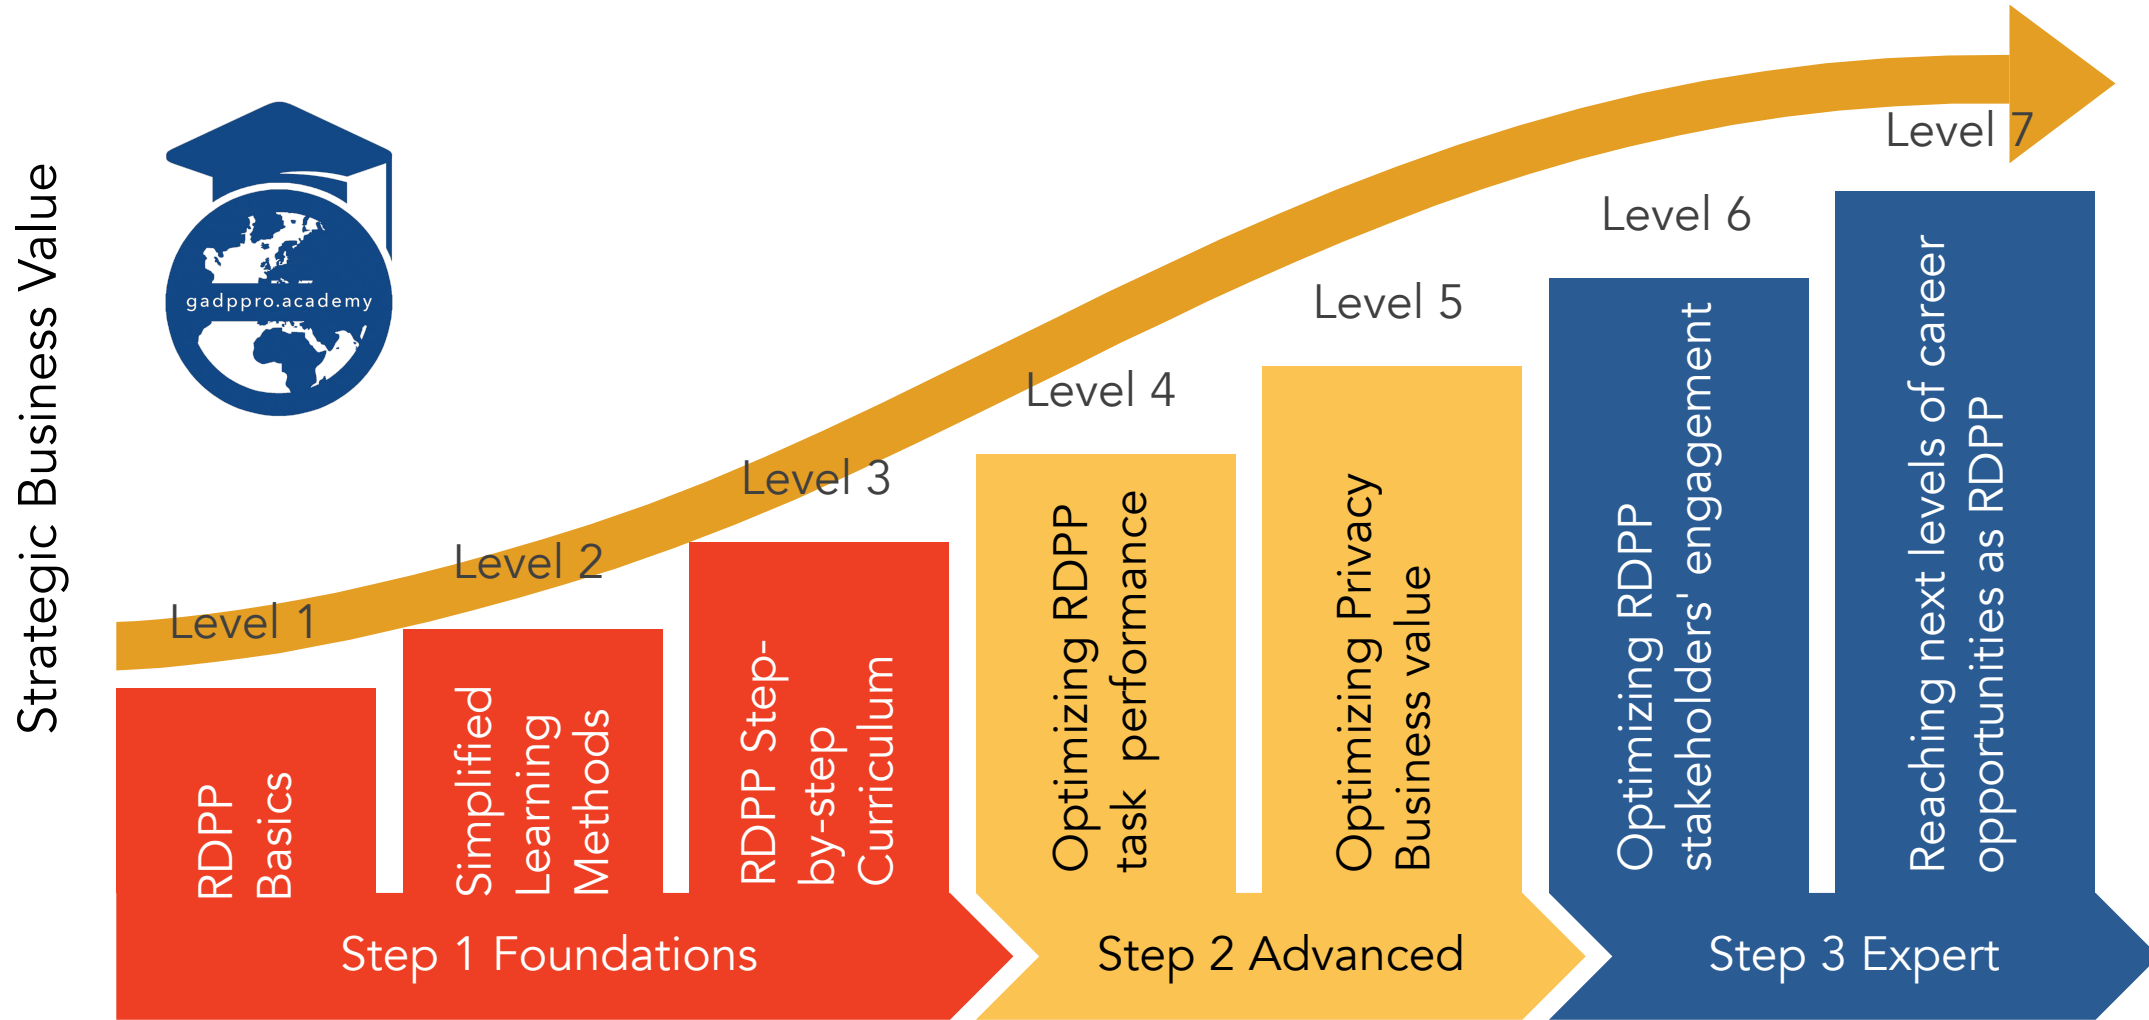 Strategic Business Value
gadppro.academy
Level 1
Level 2
Level 3
Level 4
Level 5
Level 6
Level 7
RDPP
Basics
Simplified
Learning
Methods
RDPP Step-
by-step
Curriculum
Optimizing RDPP
task performance
Optimizing Privacy
Business value
Optimizing RDPP
stakeholders' engagement
Reaching next levels of career
opportunities as RDPP
Step 1 Foundations
Step 2 Advanced
Step 3 Expert